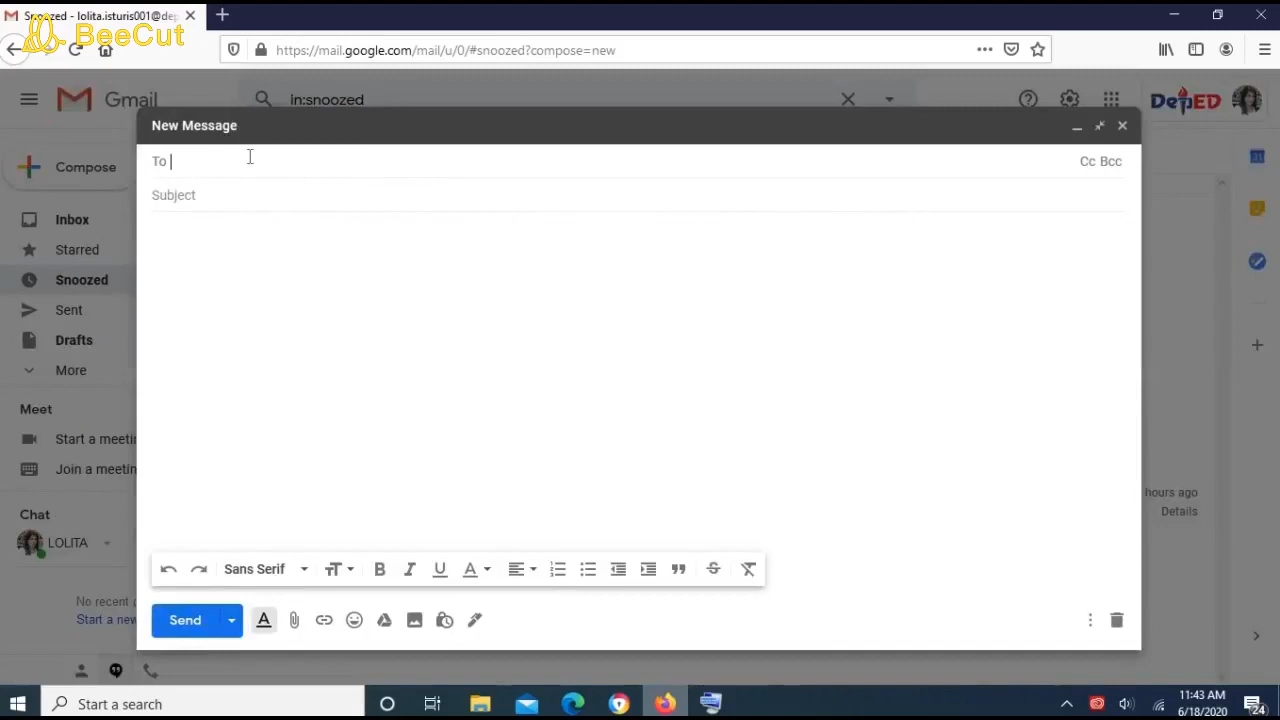 Snoozed - lolita.isturis001@dep
BeeCut
https://mail.google.com/mail/u/0/#snoozed?compose=new
Gmail
in:snoozed
DepED
New Message
To
Cc Bcc
Subject
Compose
Inbox
Starred
Snoozed
Sent
Drafts
More
Meet
Start a meeti
Join a meetin
Chat
LOLITA
No recent c
Start a new
hours ago
Details
Sans Serif
Send
Start a search
11:43 AM
6/18/2020
24